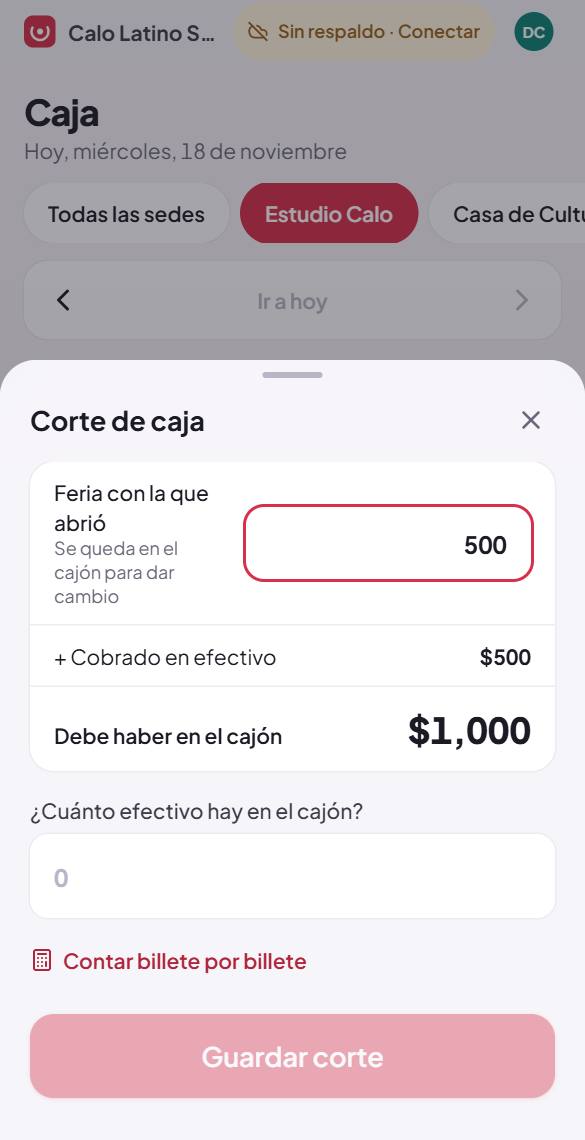 Calo Latino S...
Sin respaldo · Conectar
DC
Caja
Hoy, miércoles, 18 de noviembre
Todas las sedes
Estudio Calo
Casa de Cultu
Ir a hoy
Corte de caja
Feria con la que
abrió
Se queda en el
cajón para dar
cambio
500
+ Cobrado en efectivo
$500
Debe haber en el cajón
$1,000
¿Cuánto efectivo hay en el cajón?
0
Contar billete por billete
Guardar corte